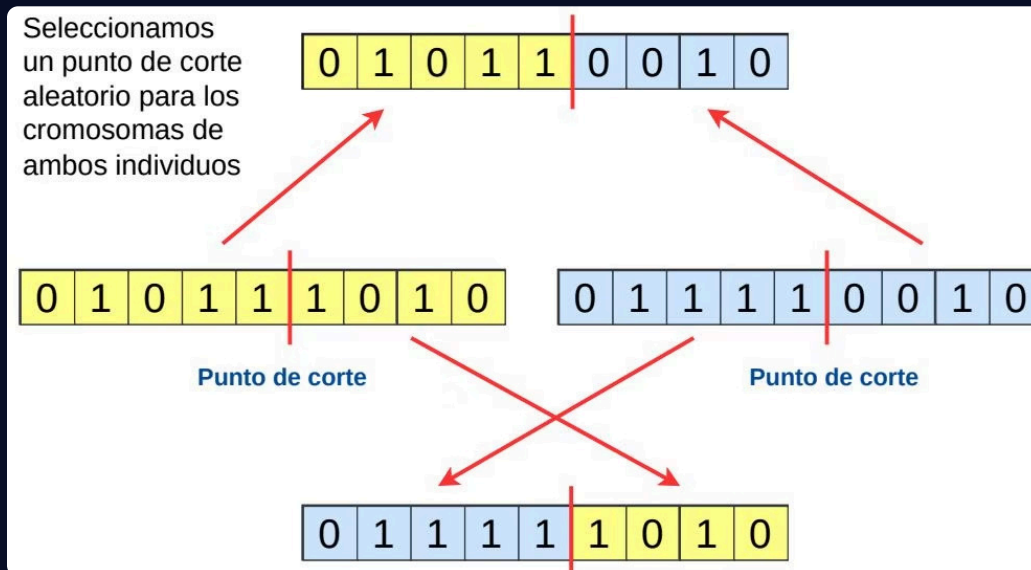 Seleccionamos
un punto de corte
aleatorio para los
cromosomas de
ambos individuos
0 1 0 1 1 0 0 1 0
0 1 0 1 1 1 0 1 0
0 1 1 1 1 0 0 1 0
Punto de corte
Punto de corte
0 1 1 1 1 1 0 1 0